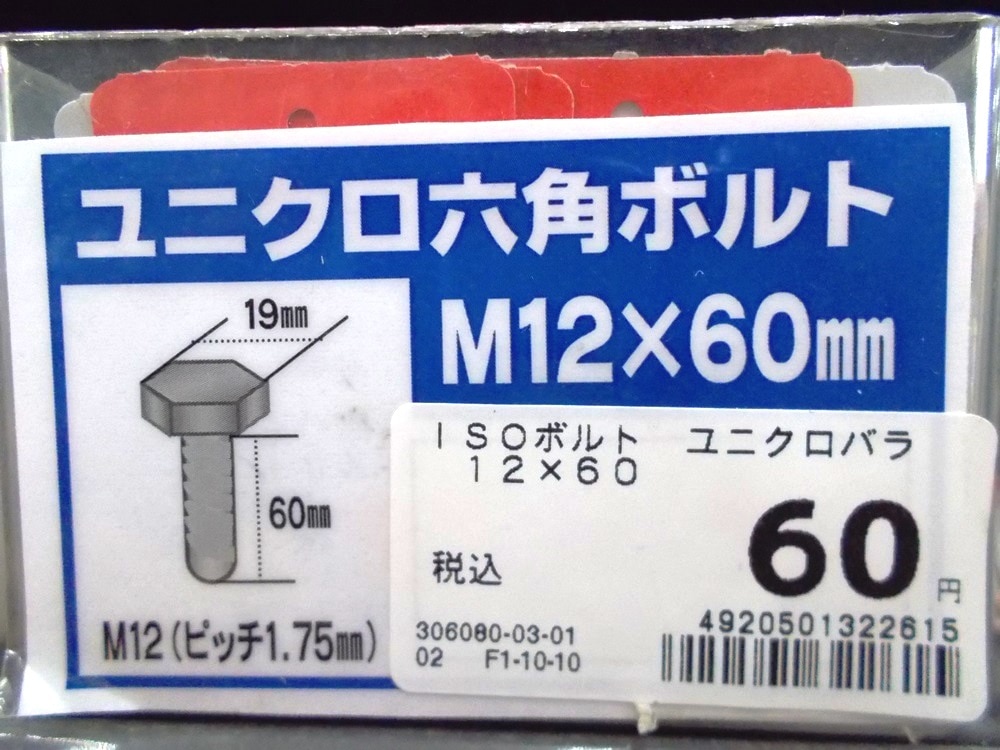 ユニクロ六角ボルト
M12×60mm
19mm
60mm
M12(ピッチ1.75mm)
ISOボルト ユニクロバラ
12×60
税込 60円
306080-03-01
02 F1-10-10
4920501322615